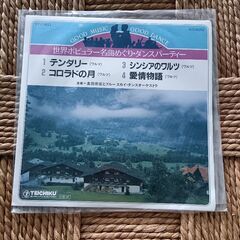 GOOD MUSIC GOOD DANCE
世界ポピュラー名曲めぐり・ダンスパーティー
1 テンダリー(ワルツ)
2 コロラドの月(ワルツ)
3 シンシアのワルツ(ワルツ)
4 愛情物語(ワルツ)
TEICHIKU